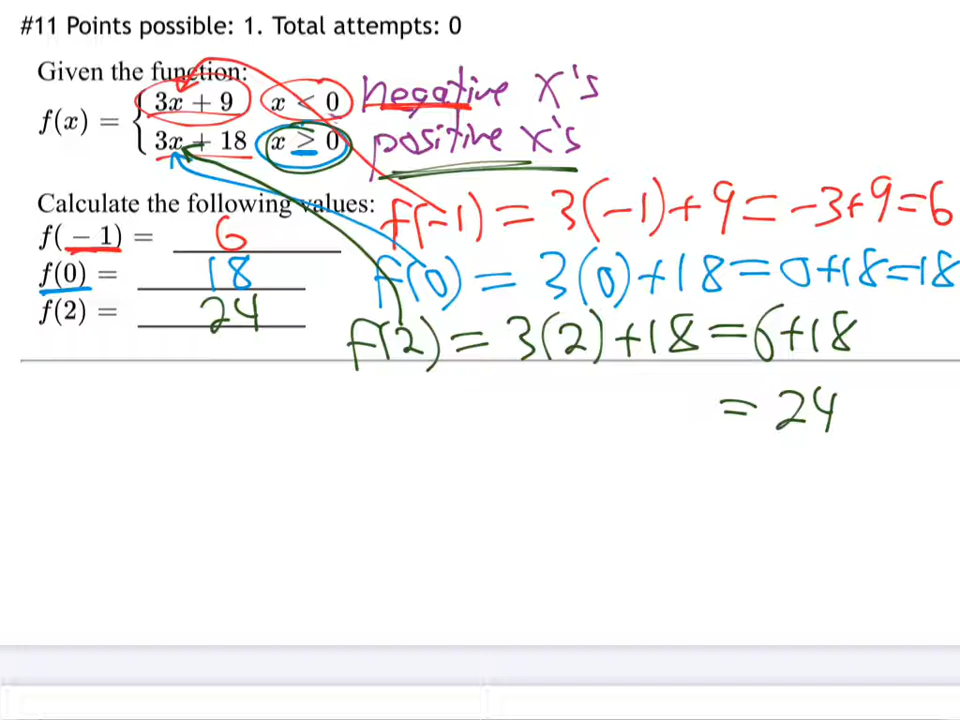 #11 Points possible: 1. Total attempts: 0
Given the function:
f(x) = { 3x + 9 x < 0 negative x's
3x + 18 x ≥ 0 positive x's
Calculate the following values:
f( − 1) = 6 f(-1) = 3(-1)+9 = -3+9=6
f(0) = 18 f(0) = 3(0)+18=0+18=18
f(2) = 24 f(2) = 3(2)+18=6+18
= 24